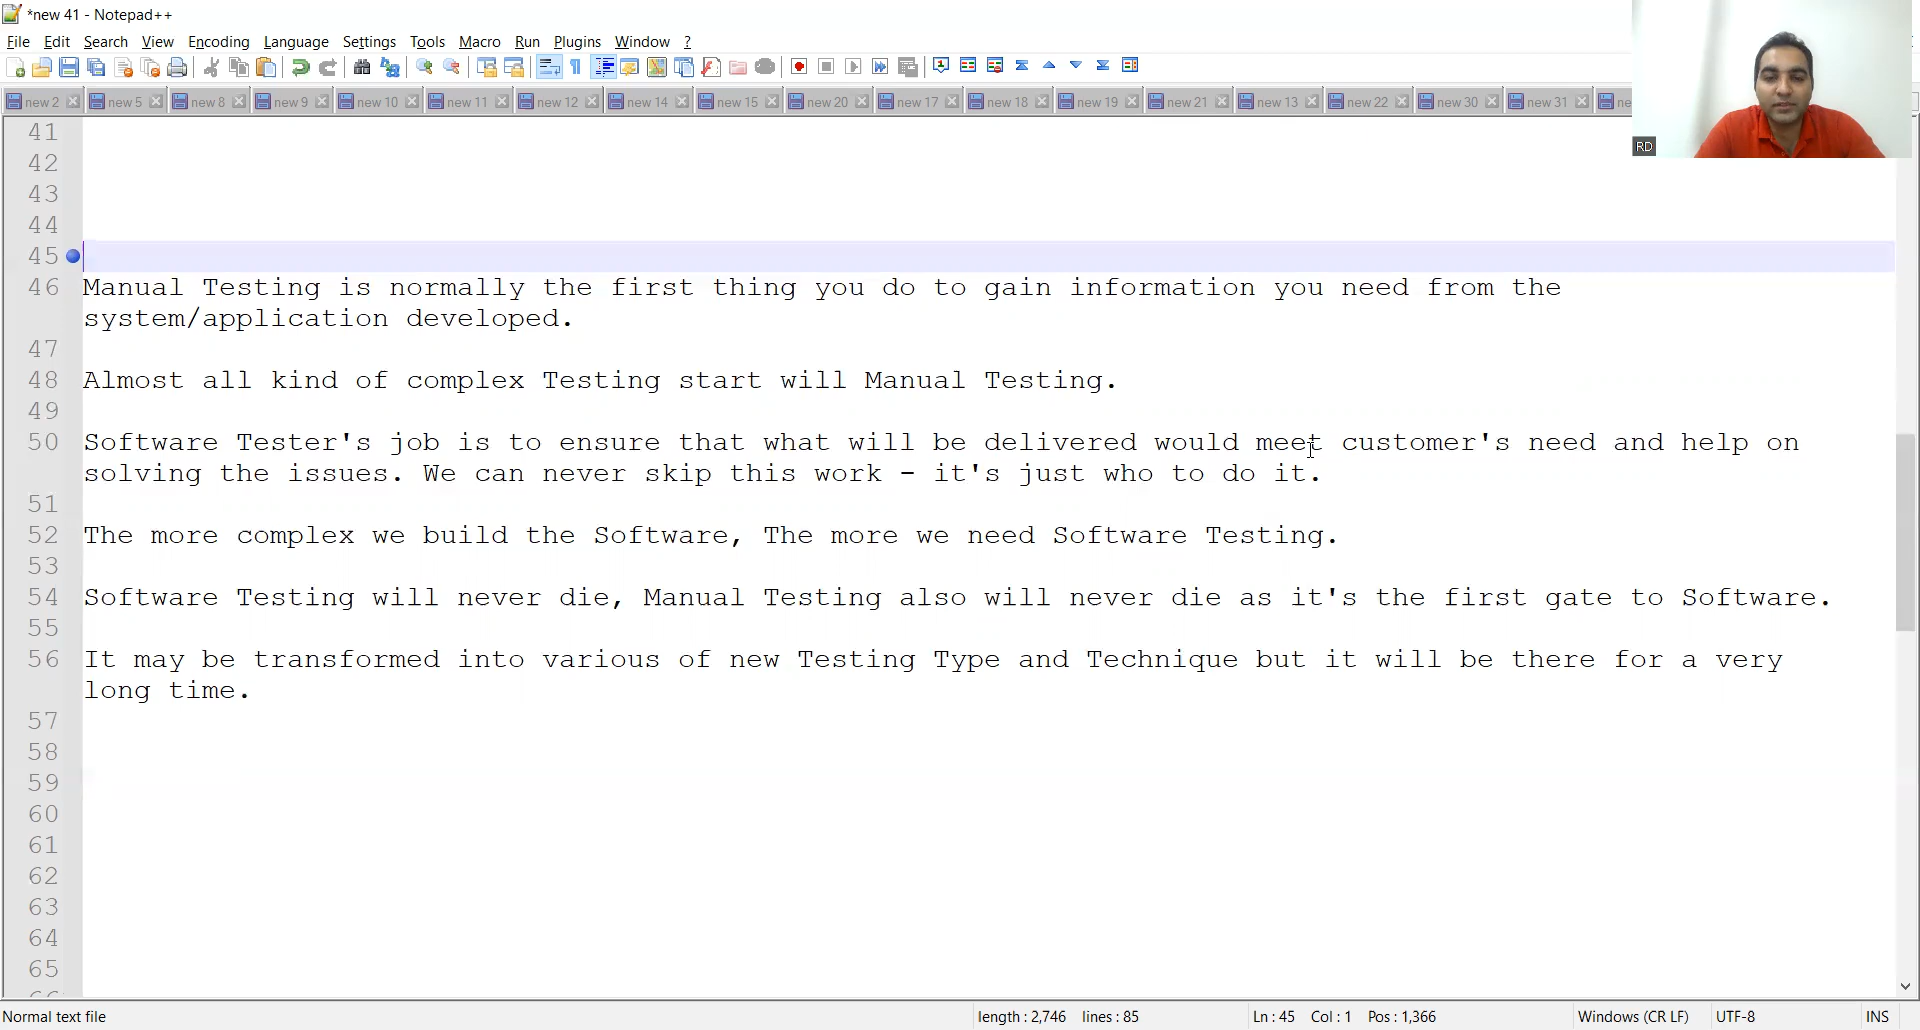 *new 41 - Notepad++
File Edit Search View Encoding Language Settings Tools Macro Run Plugins Window ?
new 2 new 5 new 8 new 9 new 10 new 11 new 12 new 14 new 15 new 20 new 17 new 18 new 19 new 21 new 13 new 22 new 30 new 31
RD
41
42
43
44
45
46 Manual Testing is normally the first thing you do to gain information you need from the
system/application developed.
47
48 Almost all kind of complex Testing start will Manual Testing.
49
50 Software Tester's job is to ensure that what will be delivered would meet customer's need and help on
solving the issues. We can never skip this work - it's just who to do it.
51
52 The more complex we build the Software, The more we need Software Testing.
53
54 Software Testing will never die, Manual Testing also will never die as it's the first gate to Software.
55
56 It may be transformed into various of new Testing Type and Technique but it will be there for a very
long time.
57
58
59
60
61
62
63
64
65
Normal text file length : 2,746 lines : 85 Ln : 45 Col : 1 Pos : 1,366 Windows (CR LF) UTF-8 INS